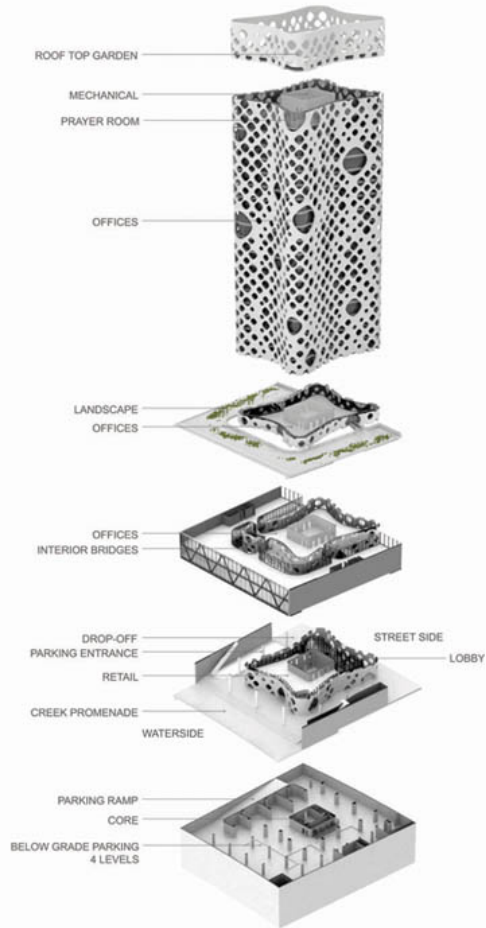 ROOF TOP GARDEN
MECHANICAL
PRAYER ROOM
OFFICES
LANDSCAPE
OFFICES
OFFICES
INTERIOR BRIDGES
DROP-OFF
STREET SIDE
PARKING ENTRANCE
LOBBY
RETAIL
CREEK PROMENADE
WATERSIDE
PARKING RAMP
CORE
BELOW GRADE PARKING
4 LEVELS